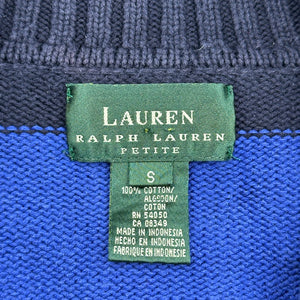 LAUREN
RALPH LAUREN
PETITE
S
100% COTTON/
ALGODON/
COTON
RN 54050
CA 08349
MADE IN INDONESIA
HECHO EN INDONESIA
FABRIQUE EN INDONESIE